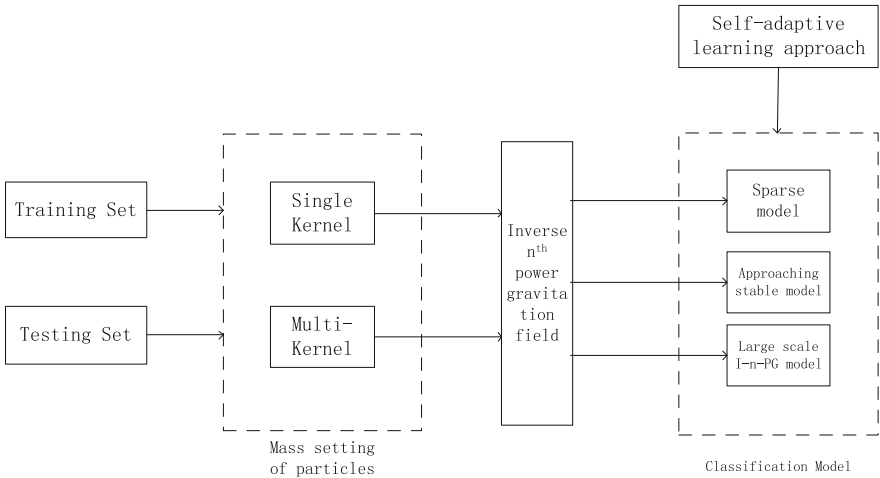 Self-adaptive
learning approach
Training Set
Testing Set
Single
Kernel
Multi-
Kernel
Mass setting
of particles
Inverse
nth
power
gravita
tion
field
Sparse
model
Approaching
stable model
Large scale
I-n-PG model
Classification Model